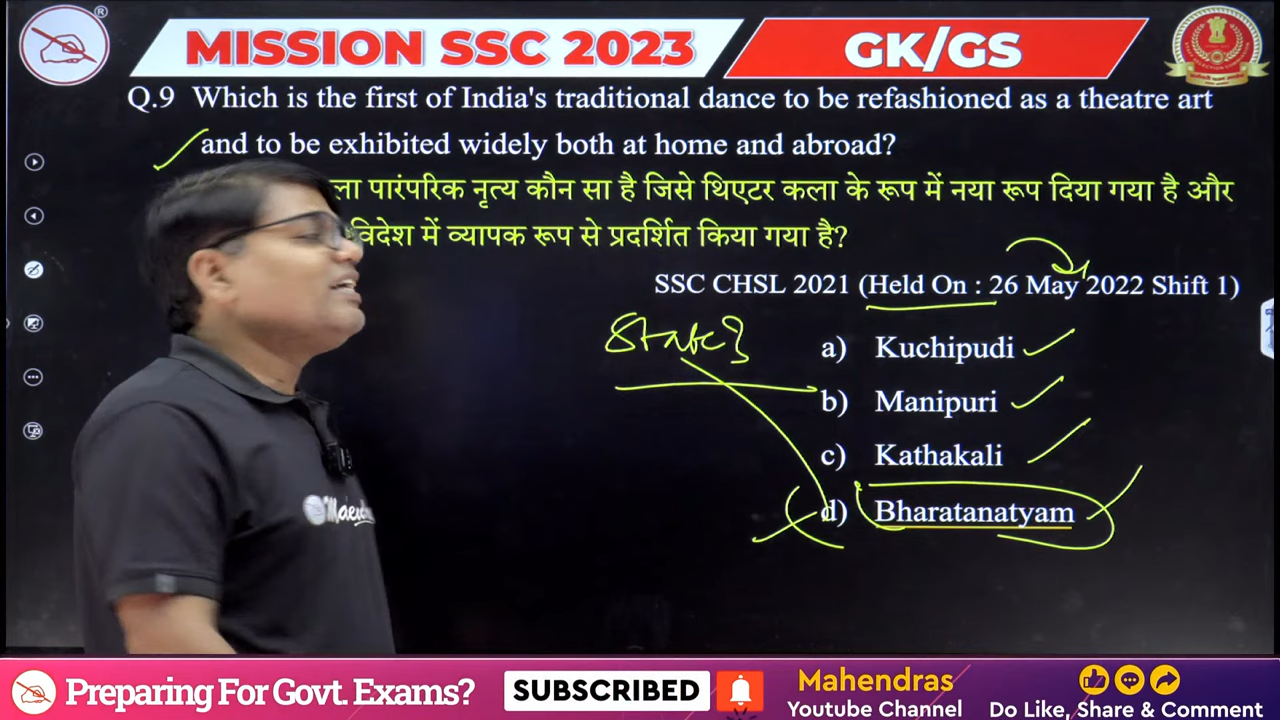 MISSION SSC 2023
GK/GS
®
Q.9 Which is the first of India's traditional dance to be refashioned as a theatre art
and to be exhibited widely both at home and abroad?
ला पारंपरिक नृत्य कौन सा है जिसे थिएटर कला के रूप में नया रूप दिया गया है और
विदेश में व्यापक रूप से प्रदर्शित किया गया है?
SSC CHSL 2021 (Held On : 26 May 2022 Shift 1)
State
a) Kuchipudi
b) Manipuri
c) Kathakali
d) Bharatanatyam
Preparing For Govt. Exams?
SUBSCRIBED
Mahendras
Youtube Channel
Do Like, Share & Comment